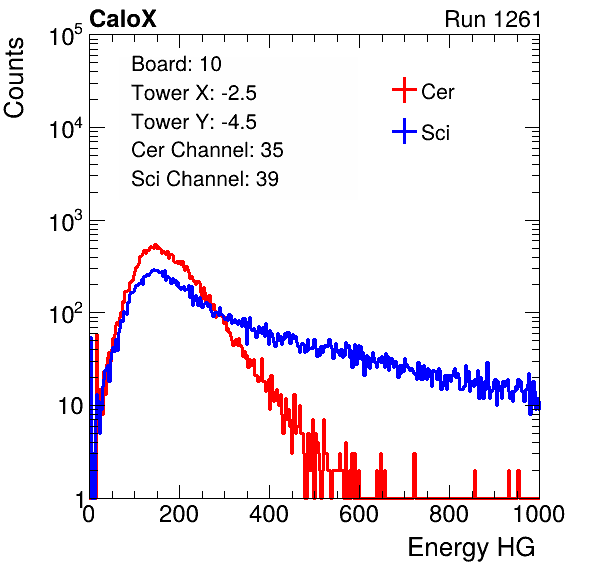 CaloX Run 1261
Counts
Board: 10
Tower X: -2.5
Tower Y: -4.5
Cer Channel: 35
Sci Channel: 39
Cer
Sci
10^5
10^4
10^3
10^2
10
1
0 200 400 600 800 1000
Energy HG